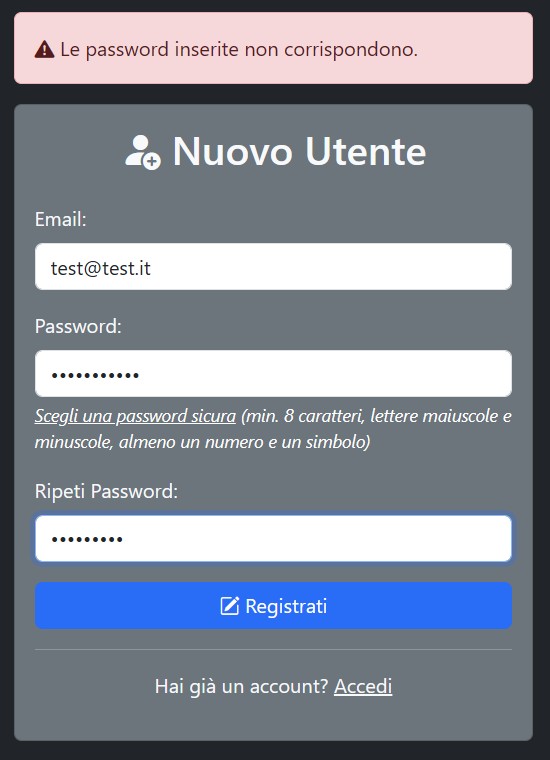 Le password inserite non corrispondono.
Nuovo Utente
Email:
test@test.it
Password:
•••••••••••
Scegli una password sicura (min. 8 caratteri, lettere maiuscole e
minuscole, almeno un numero e un simbolo)
Ripeti Password:
•••••••••
Registrati
Hai già un account? Accedi